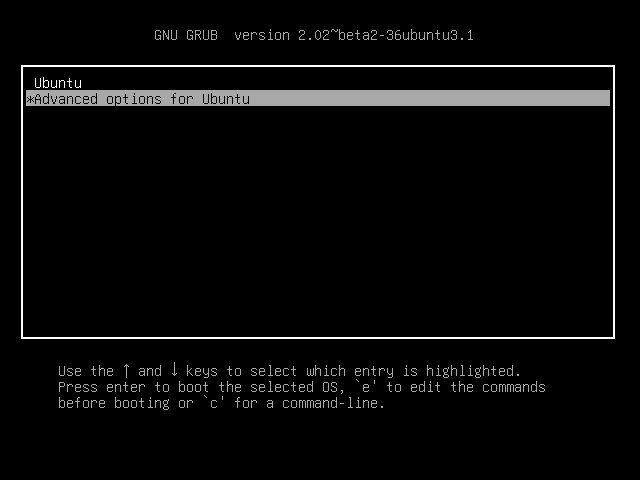 GNU GRUB  version 2.02~beta2-36ubuntu3.1
Ubuntu
*Advanced options for Ubuntu
Use the ↑ and ↓ keys to select which entry is highlighted.
Press enter to boot the selected OS, `e' to edit the commands
before booting or `c' for a command-line.